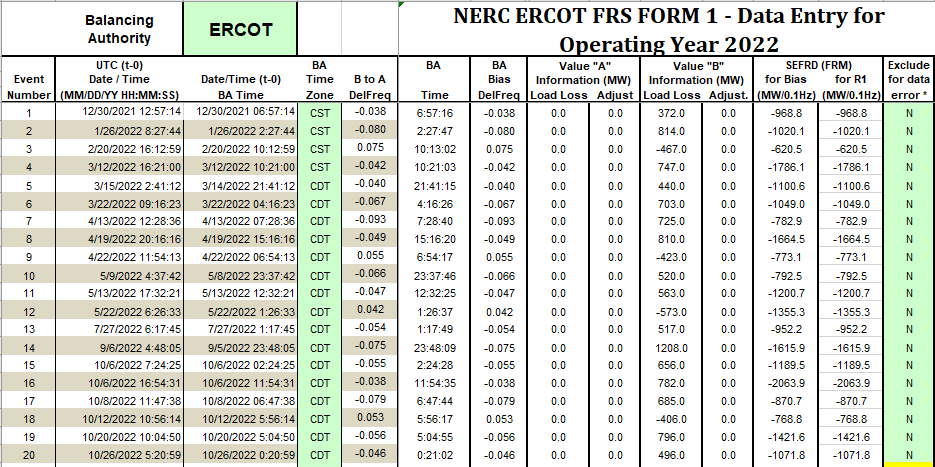 Balancing Authority ERCOT NERC ERCOT FRS FORM 1 - Data Entry for Operating Year 2022
Event Number UTC (t-0) Date / Time (MM/DD/YY HH:MM:SS) Date/Time (t-0) BA Time BA Time Zone B to A DelFreq BA Time BA Bias DelFreq Value "A" Information (MW) Load Loss Adjust Value "B" Information (MW) Load Loss Adjust. SEFRD (FRM) for Bias (MW/0.1Hz) for R1 (MW/0.1Hz) Exclude for data error *
1 12/30/2021 12:57:14 12/30/2021 06:57:14 CST -0.038 6:57:16 -0.038 0.0 0.0 372.0 0.0 -968.8 -968.8 N
2 1/26/2022 8:27:44 1/26/2022 2:27:44 CST -0.080 2:27:47 -0.080 0.0 0.0 814.0 0.0 -1020.1 -1020.1 N
3 2/20/2022 16:12:59 2/20/2022 10:12:59 CST 0.075 10:13:02 0.075 0.0 0.0 -467.0 0.0 -620.5 -620.5 N
4 3/12/2022 16:21:00 3/12/2022 10:21:00 CST -0.042 10:21:03 -0.042 0.0 0.0 747.0 0.0 -1786.1 -1786.1 N
5 3/15/2022 2:41:12 3/14/2022 21:41:12 CDT -0.040 21:41:15 -0.040 0.0 0.0 440.0 0.0 -1100.6 -1100.6 N
6 3/22/2022 09:16:23 3/22/2022 04:16:23 CDT -0.067 4:16:26 -0.067 0.0 0.0 703.0 0.0 -1049.0 -1049.0 N
7 4/13/2022 12:28:36 4/13/2022 07:28:36 CDT -0.093 7:28:40 -0.093 0.0 0.0 725.0 0.0 -782.9 -782.9 N
8 4/19/2022 20:16:16 4/19/2022 15:16:16 CDT -0.049 15:16:20 -0.049 0.0 0.0 810.0 0.0 -1664.5 -1664.5 N
9 4/22/2022 11:54:13 4/22/2022 06:54:13 CDT 0.055 6:54:17 0.055 0.0 0.0 -423.0 0.0 -773.1 -773.1 N
10 5/9/2022 4:37:42 5/8/2022 23:37:42 CDT -0.066 23:37:46 -0.066 0.0 0.0 520.0 0.0 -792.5 -792.5 N
11 5/13/2022 17:32:21 5/13/2022 12:32:21 CDT -0.047 12:32:25 -0.047 0.0 0.0 563.0 0.0 -1200.7 -1200.7 N
12 5/22/2022 6:26:33 5/22/2022 1:26:33 CDT 0.042 1:26:37 0.042 0.0 0.0 -573.0 0.0 -1355.3 -1355.3 N
13 7/27/2022 6:17:45 7/27/2022 1:17:45 CDT -0.054 1:17:49 -0.054 0.0 0.0 517.0 0.0 -952.2 -952.2 N
14 9/6/2022 4:48:05 9/5/2022 23:48:05 CDT -0.075 23:48:09 -0.075 0.0 0.0 1208.0 0.0 -1615.9 -1615.9 N
15 10/6/2022 7:24:25 10/6/2022 02:24:25 CDT -0.055 2:24:28 -0.055 0.0 0.0 656.0 0.0 -1189.5 -1189.5 N
16 10/6/2022 16:54:31 10/6/2022 11:54:31 CDT -0.038 11:54:35 -0.038 0.0 0.0 782.0 0.0 -2063.9 -2063.9 N
17 10/8/2022 11:47:38 10/8/2022 06:47:38 CDT -0.079 6:47:44 -0.079 0.0 0.0 685.0 0.0 -870.7 -870.7 N
18 10/12/2022 10:56:14 10/12/2022 5:56:14 CDT 0.053 5:56:17 0.053 0.0 0.0 -406.0 0.0 -768.8 -768.8 N
19 10/20/2022 10:04:50 10/20/2022 5:04:50 CDT -0.056 5:04:55 -0.056 0.0 0.0 796.0 0.0 -1421.6 -1421.6 N
20 10/26/2022 5:20:59 10/26/2022 0:20:59 CDT -0.046 0:21:02 -0.046 0.0 0.0 496.0 0.0 -1071.8 -1071.8 N